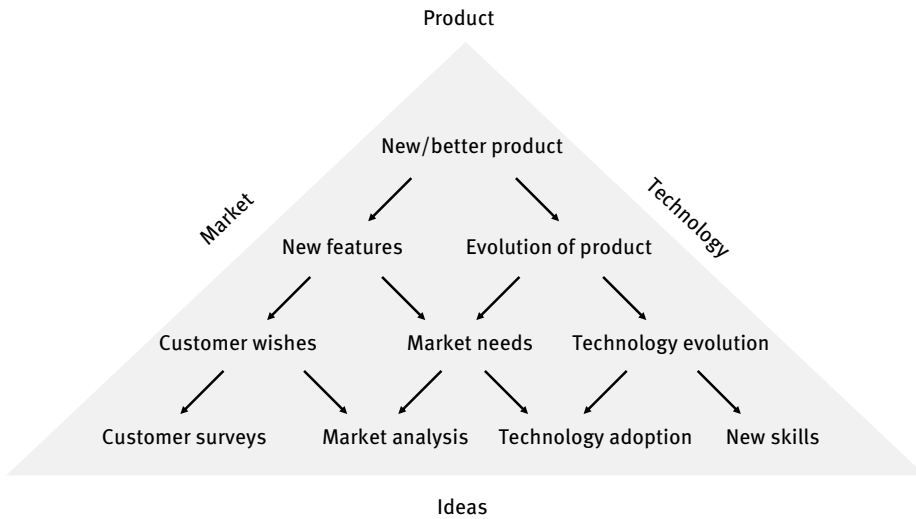 Product
New/better product
Market
Technology
New features
Evolution of product
Customer wishes
Market needs
Technology evolution
Customer surveys
Market analysis
Technology adoption
New skills
Ideas